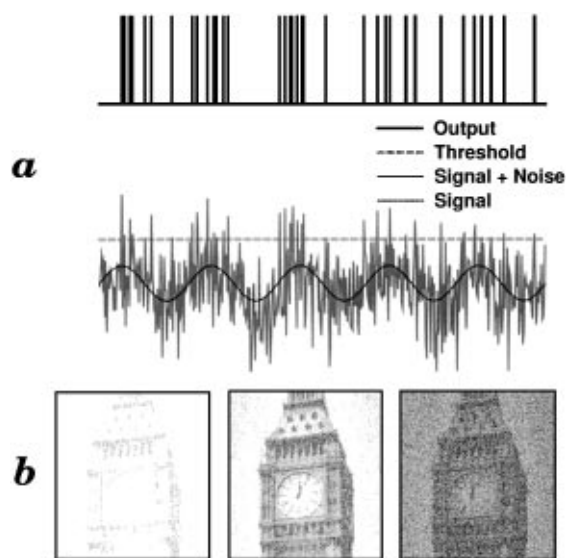 a
Output
Threshold
Signal + Noise
Signal
b